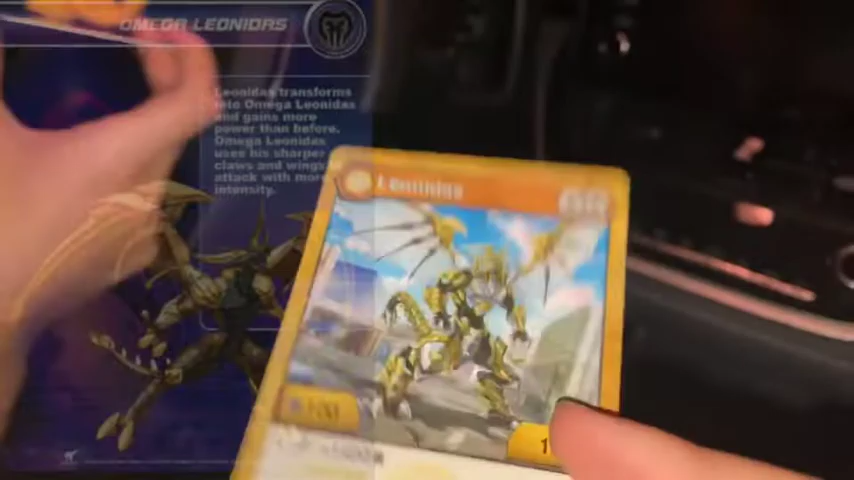 OMEGA LEONIDAS
Leonidas transforms
into Omega Leonidas
and gains more
power than before.
Omega Leonidas
uses his sharper
claws and wings
attack with more
intensity.
Leonidas